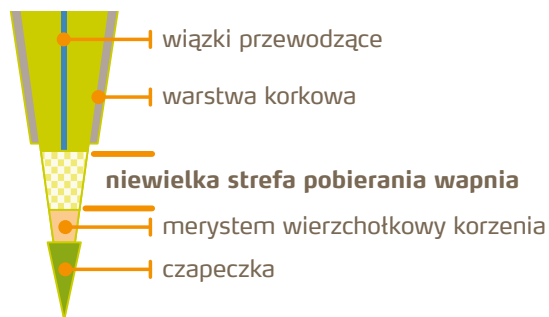 wiązki przewodzące
warstwa korkowa
niewielka strefa pobierania wapnia
merystem wierzchołkowy korzenia
czapeczka